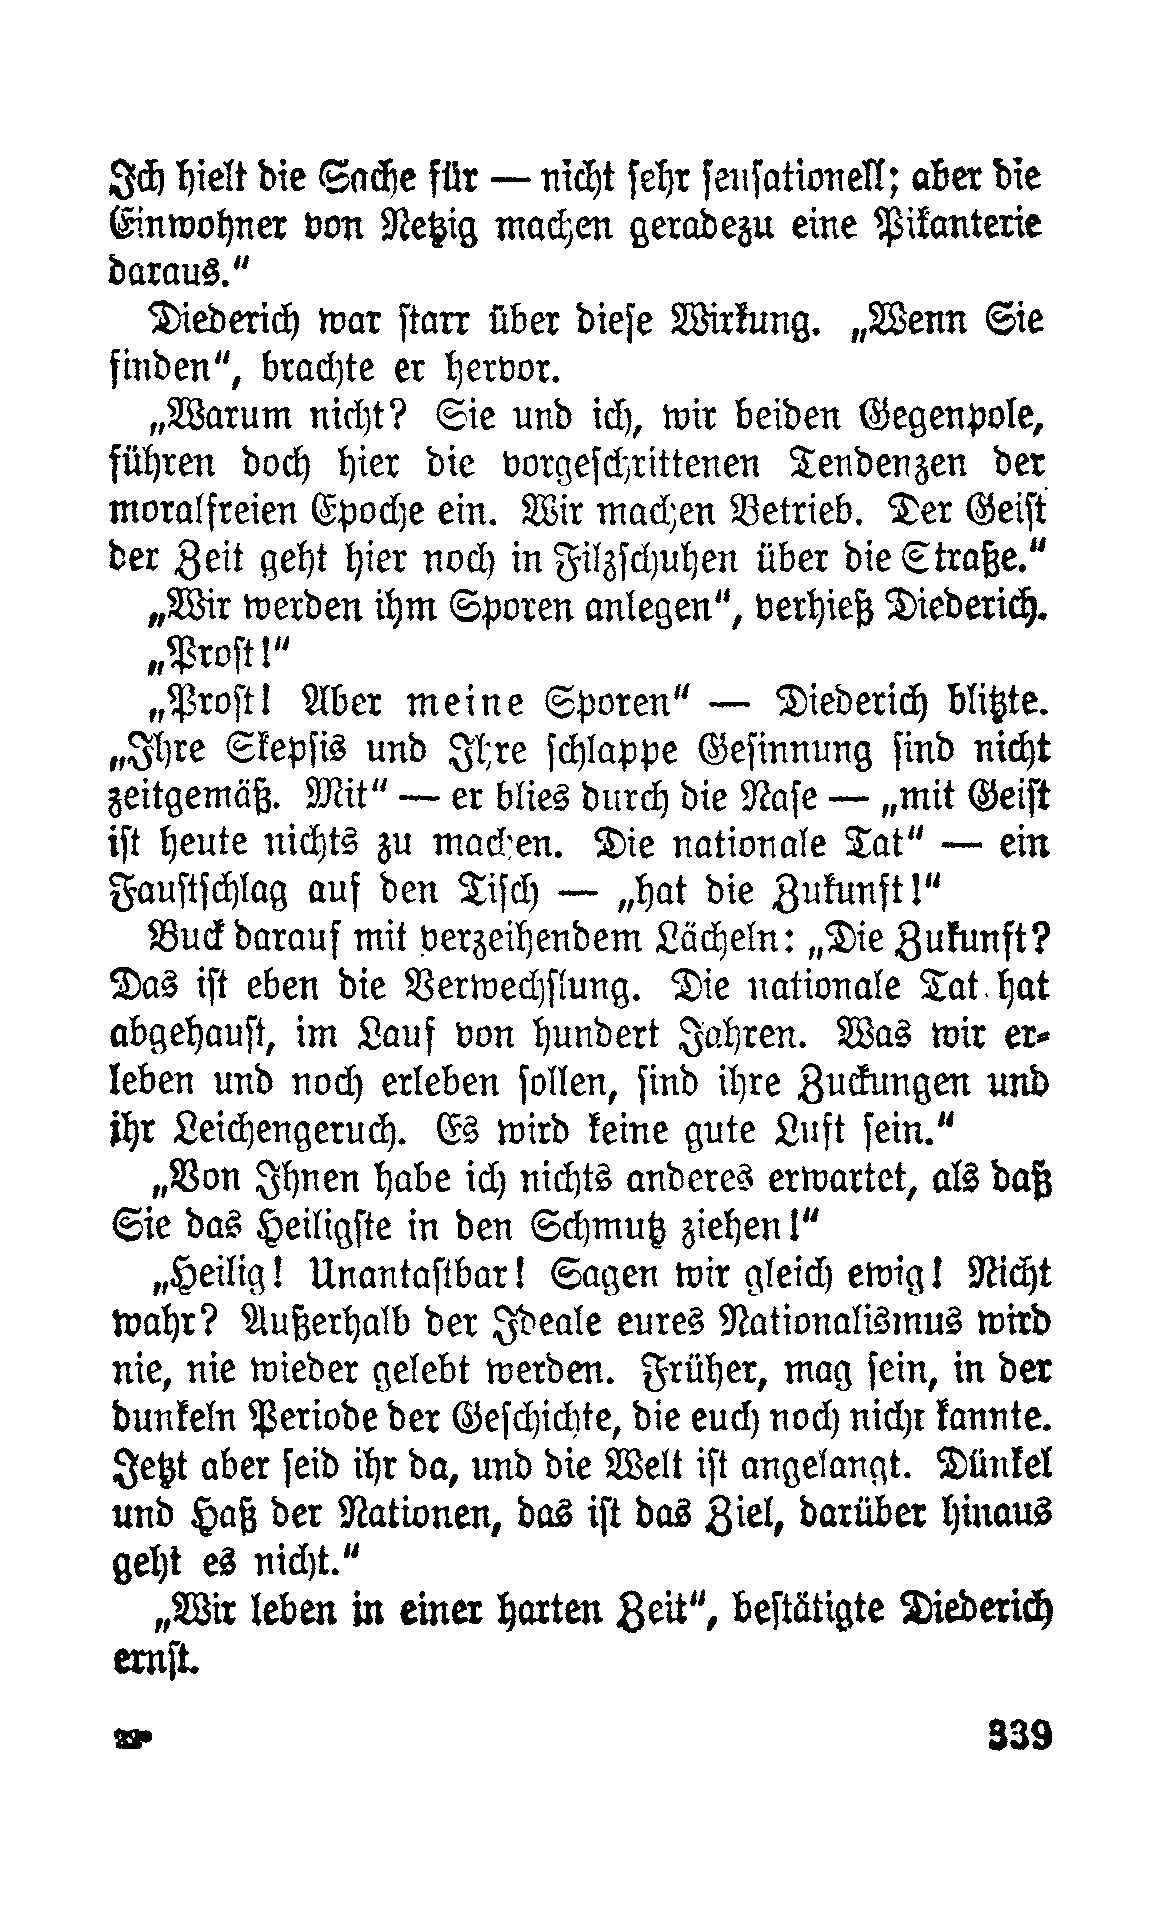 Ich hielt die Sache für — nicht sehr sensationell; aber die
Einwohner von Netzig machen geradezu eine Pikanterie
daraus.“
Diederich war starr über diese Wirkung. „Wenn Sie
finden“, brachte er hervor.
„Warum nicht? Sie und ich, wir beiden Gegenpole,
führen doch hier die vorgeschrittenen Tendenzen der
moralfreien Epoche ein. Wir machen Betrieb. Der Geist
der Zeit geht hier noch in Filzschuhen über die Straße.“
„Wir werden ihm Sporen anlegen“, verhieß Diederich.
„Prost!“
„Prost! Aber meine Sporen“ — Diederich blitzte.
„Ihre Skepsis und Ihre schlappe Gesinnung sind nicht
zeitgemäß. Mit“ — er blies durch die Nase — „mit Geist
ist heute nichts zu machen. Die nationale Tat“ — ein
Faustschlag auf den Tisch — „hat die Zukunft!“
Buck darauf mit verzeihendem Lächeln: „Die Zukunft?
Das ist eben die Verwechslung. Die nationale Tat hat
abgehaust, im Lauf von hundert Jahren. Was wir er-
leben und noch erleben sollen, sind ihre Zuckungen und
ihr Leichengeruch. Es wird keine gute Luft sein.“
„Von Ihnen habe ich nichts anderes erwartet, als daß
Sie das Heiligste in den Schmutz ziehen!“
„Heilig! Unantastbar! Sagen wir gleich ewig! Nicht
wahr? Außerhalb der Ideale eures Nationalismus wird
nie, nie wieder gelebt werden. Früher, mag sein, in der
dunkeln Periode der Geschichte, die euch noch nicht kannte.
Jetzt aber seid ihr da, und die Welt ist angelangt. Dünkel
und Haß der Nationen, das ist das Ziel, darüber hinaus
geht es nicht.“
„Wir leben in einer harten Zeit“, bestätigte Diederich
ernst.
22* 339